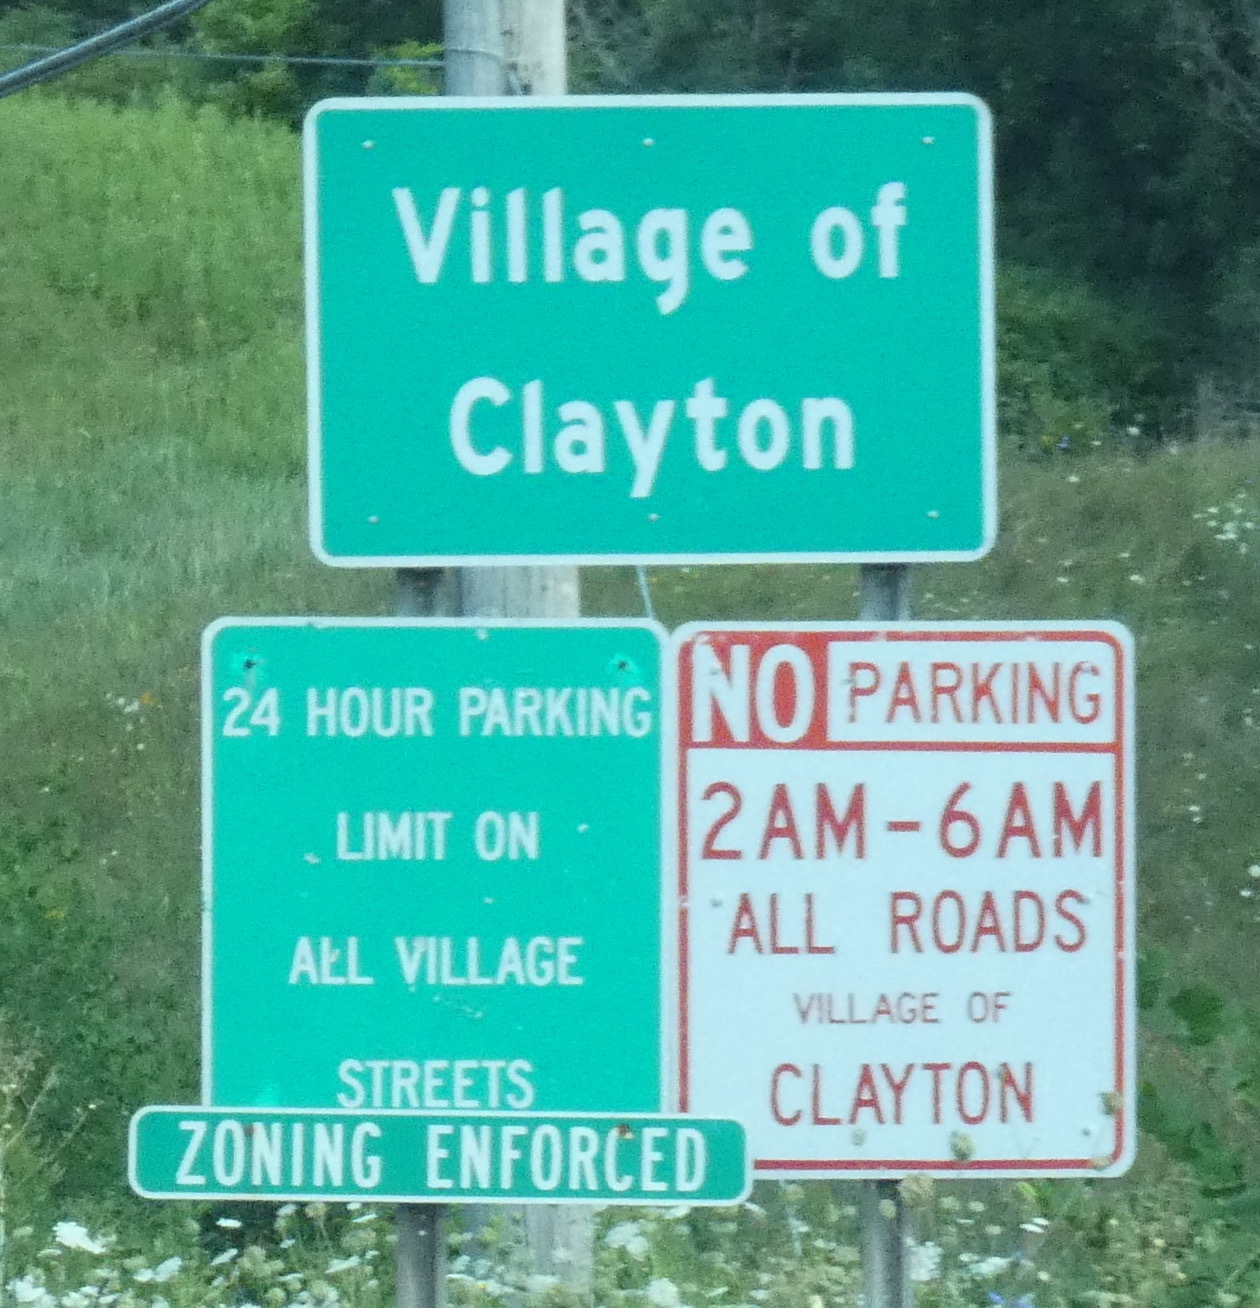 Village of
Clayton
24 HOUR PARKING
LIMIT ON
ALL VILLAGE
STREETS
NO PARKING
2AM-6AM
ALL ROADS
VILLAGE OF
CLAYTON
ZONING ENFORCED